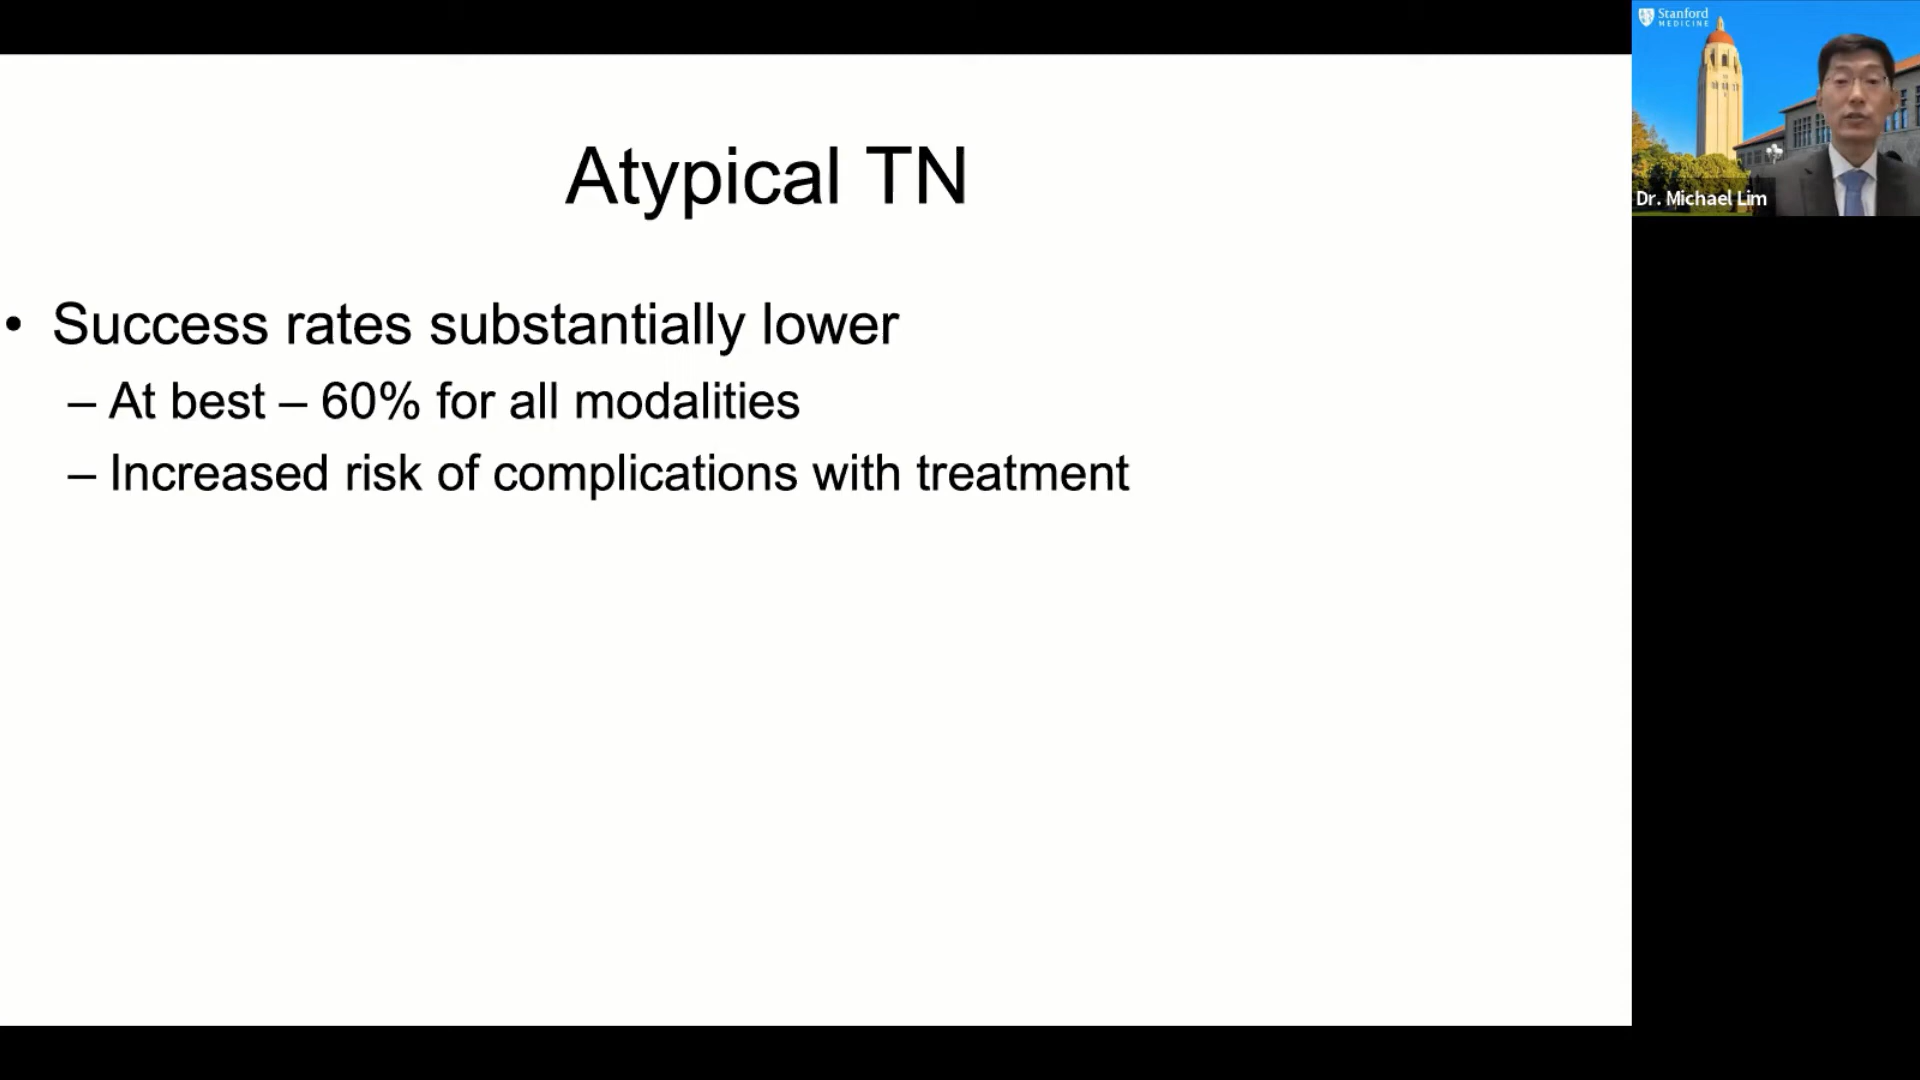 Atypical TN
• Success rates substantially lower
– At best – 60% for all modalities
– Increased risk of complications with treatment
Stanford
MEDICINE
Dr. Michael Lim